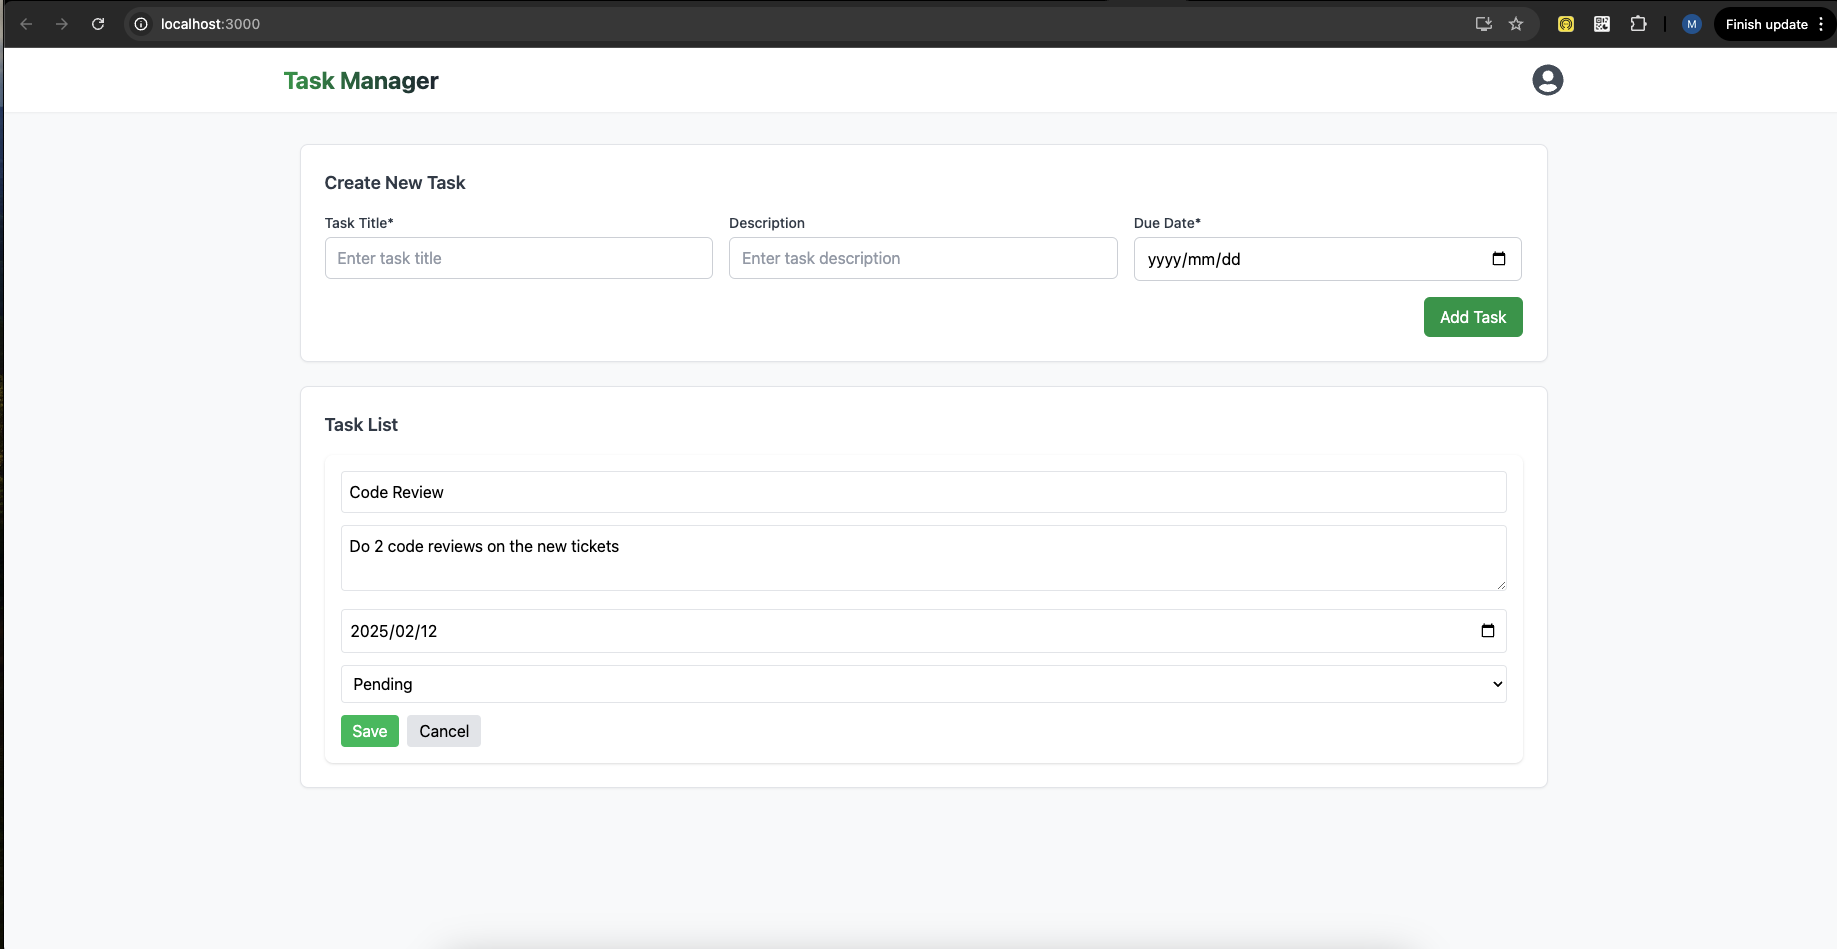 localhost:3000
M
Finish update
Task Manager
Create New Task
Task Title*
Description
Due Date*
Enter task title
Enter task description
yyyy/mm/dd
Add Task
Task List
Code Review
Do 2 code reviews on the new tickets
2025/02/12
Pending
Save
Cancel